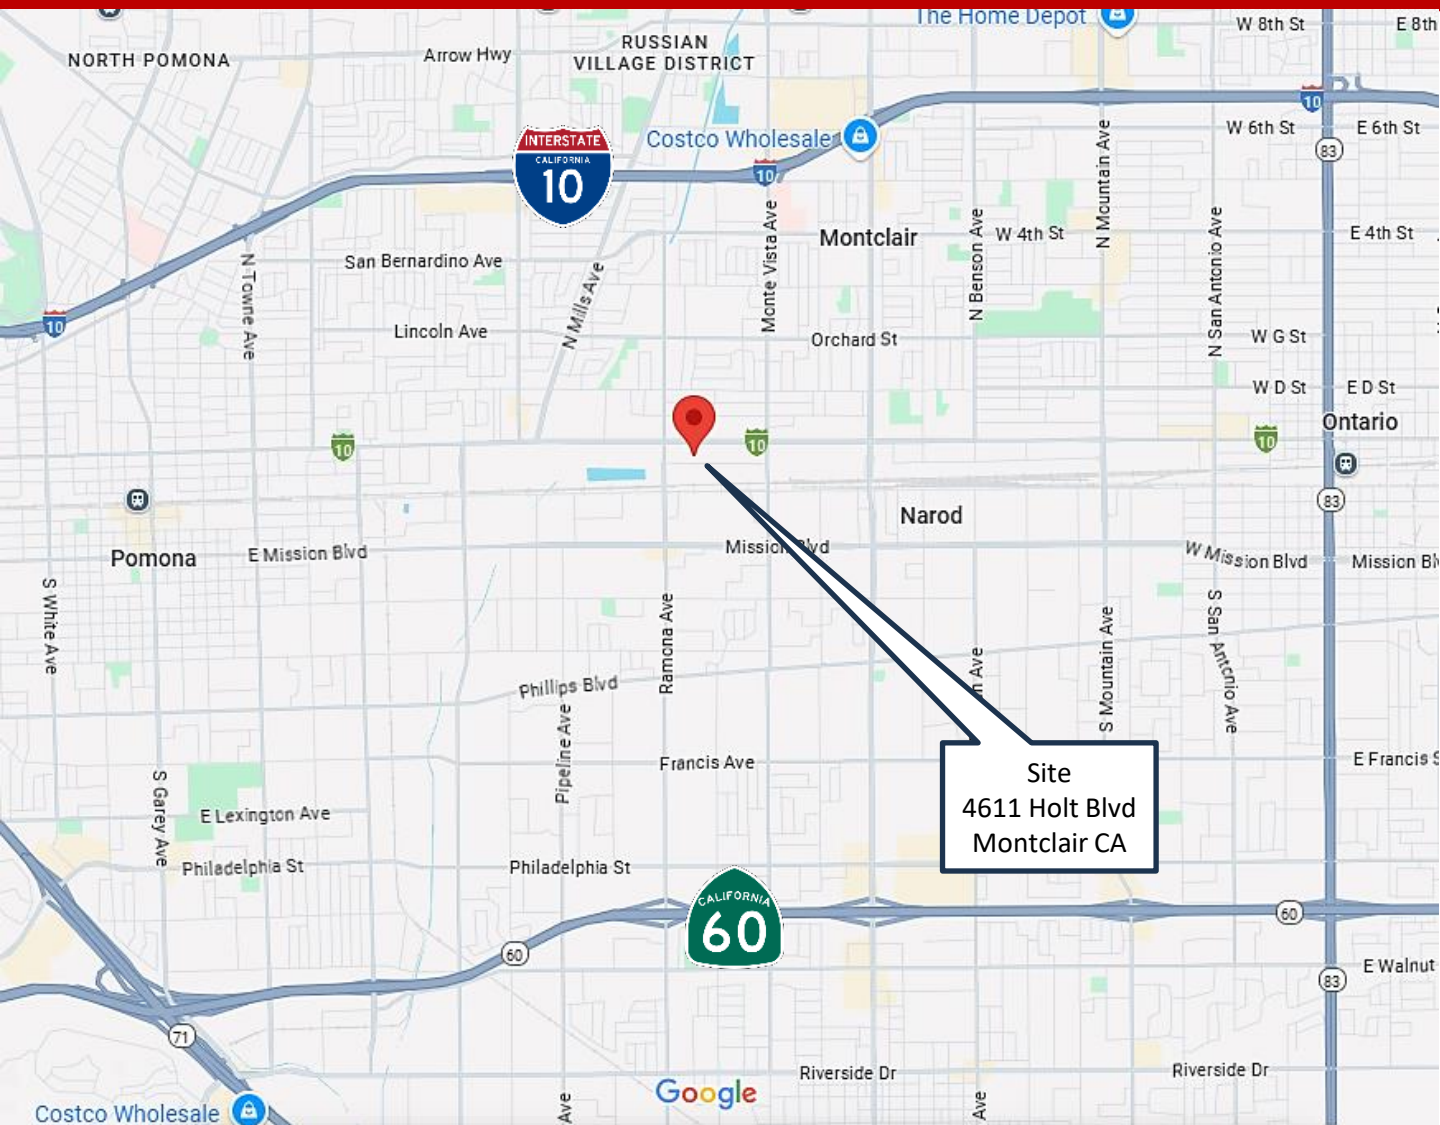 The Home Depot
W 8th St
E 8th
RUSSIAN
VILLAGE DISTRICT
NORTH POMONA
Arrow Hwy
10
W 6th St
E 6th St
83
INTERSTATE
CALIFORNIA
10
Costco Wholesale
10
N Mountain Ave
Monte Vista Ave
Montclair
N Benson Ave
W 4th St
N San Antonio Ave
E 4th St
San Bernardino Ave
N Towne Ave
N Mills Ave
10
Lincoln Ave
Orchard St
W G St
W D St
E D St
Ontario
10
10
10
83
Narod
Pomona
E Mission Blvd
Mission Blvd
W Mission Blvd
Mission Bl
S White Ave
Ramona Ave
S Mountain Ave
S San Antonio Ave
n Ave
Phillips Blvd
Pipeline Ave
Francis Ave
E Francis S
Site
4611 Holt Blvd
Montclair CA
S Garey Ave
E Lexington Ave
Philadelphia St
Philadelphia St
CALIFORNIA
60
60
60
E Walnut
83
71
Riverside Dr
Riverside Dr
Google
Ave
Ave
Costco Wholesale